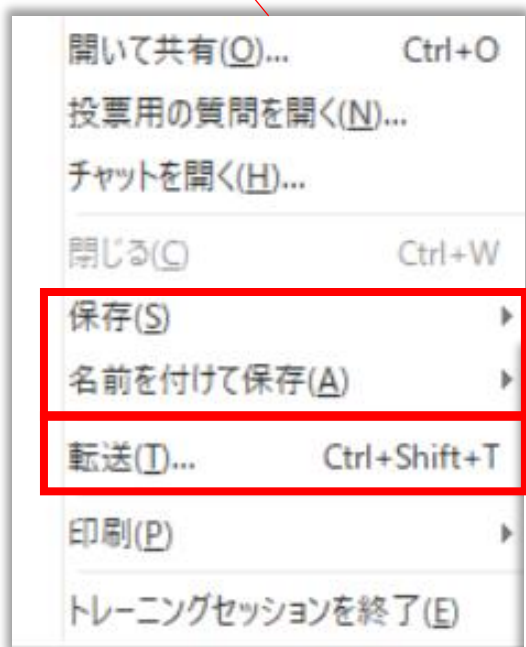 開いて共有(O)... Ctrl+O
投票用の質問を開く(N)...
チャットを開く(H)...
閉じる(C) Ctrl+W
保存(S)
名前を付けて保存(A)
転送(T)... Ctrl+Shift+T
印刷(P)
トレーニングセッションを終了(E)